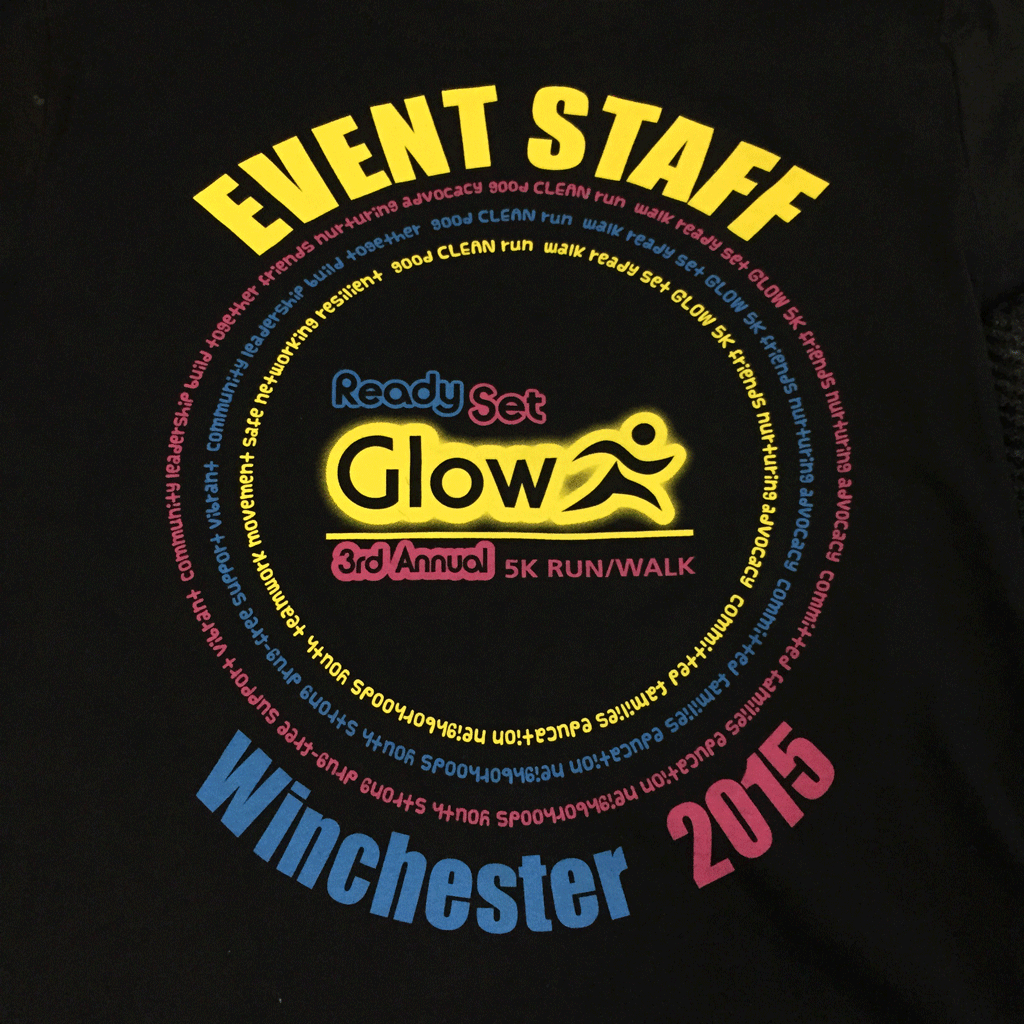 EVENT STAFF
good CLEAN run walk ready set GLOW 5K friends nurturing advocacy committed families education neighborhoods youth strong drug-free support vibrant community leadership build together friends nurturing advocacy
good CLEAN run walk ready set GLOW 5K friends nurturing advocacy committed families education neighborhoods youth strong drug-free support vibrant community leadership build together
good CLEAN run walk ready set GLOW 5K friends nurturing advocacy committed families education neighborhoods youth teamwork movement safe networking resilient
Ready Set
Glow
3rd Annual 5K RUN/WALK
Winchester 2015